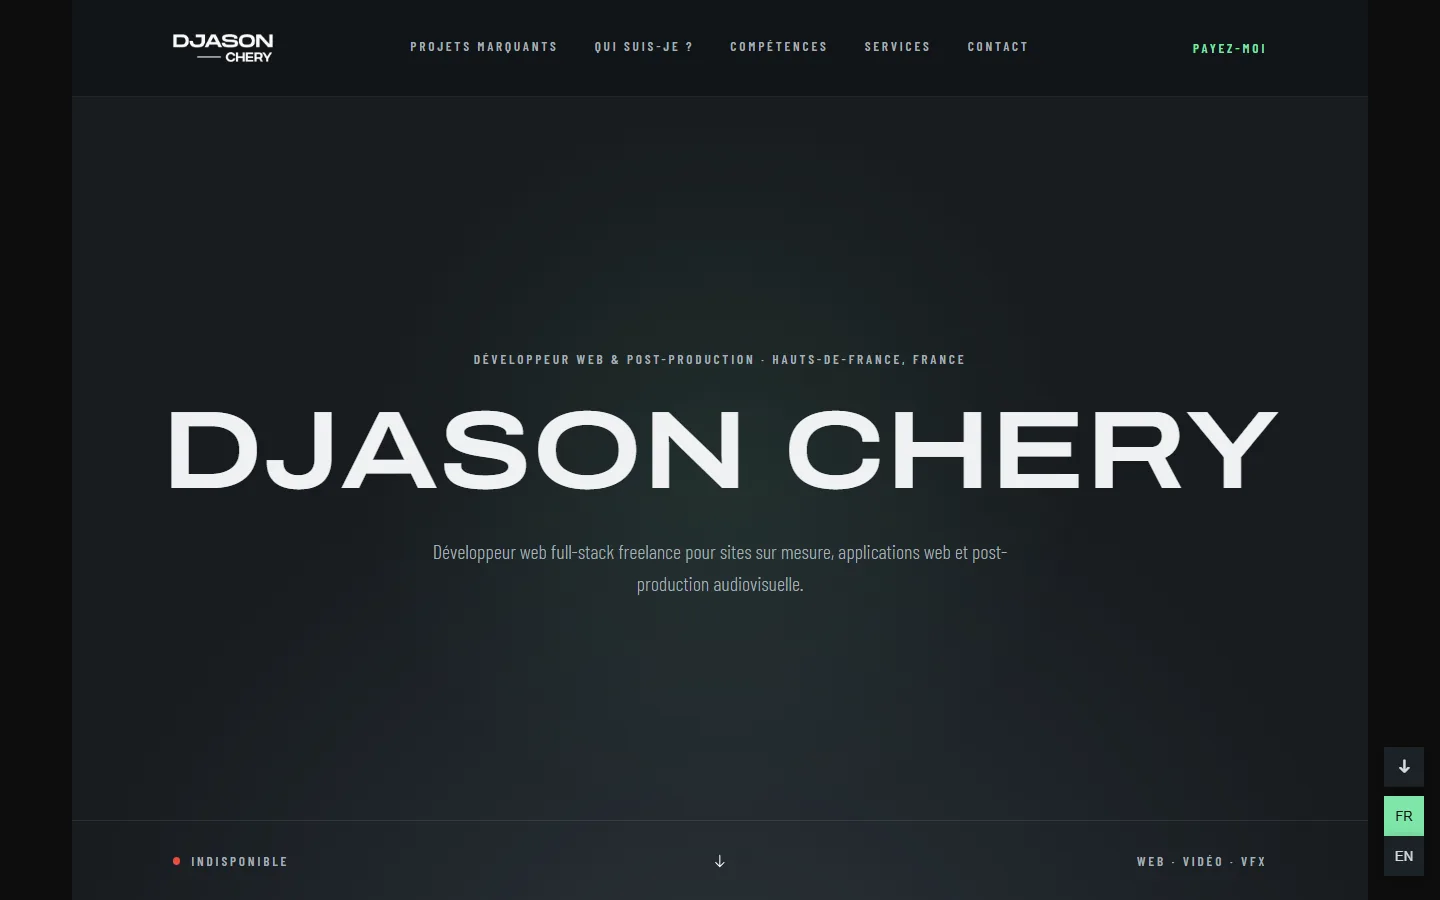 DJASON
CHERY
PROJETS MARQUANTS
QUI SUIS-JE ?
COMPÉTENCES
SERVICES
CONTACT
PAYEZ-MOI
DÉVELOPPEUR WEB & POST-PRODUCTION · HAUTS-DE-FRANCE, FRANCE
DJASON CHERY
Développeur web full-stack freelance pour sites sur mesure, applications web et post-
production audiovisuelle.
INDISPONIBLE
WEB · VIDÉO · VFX
FR
EN